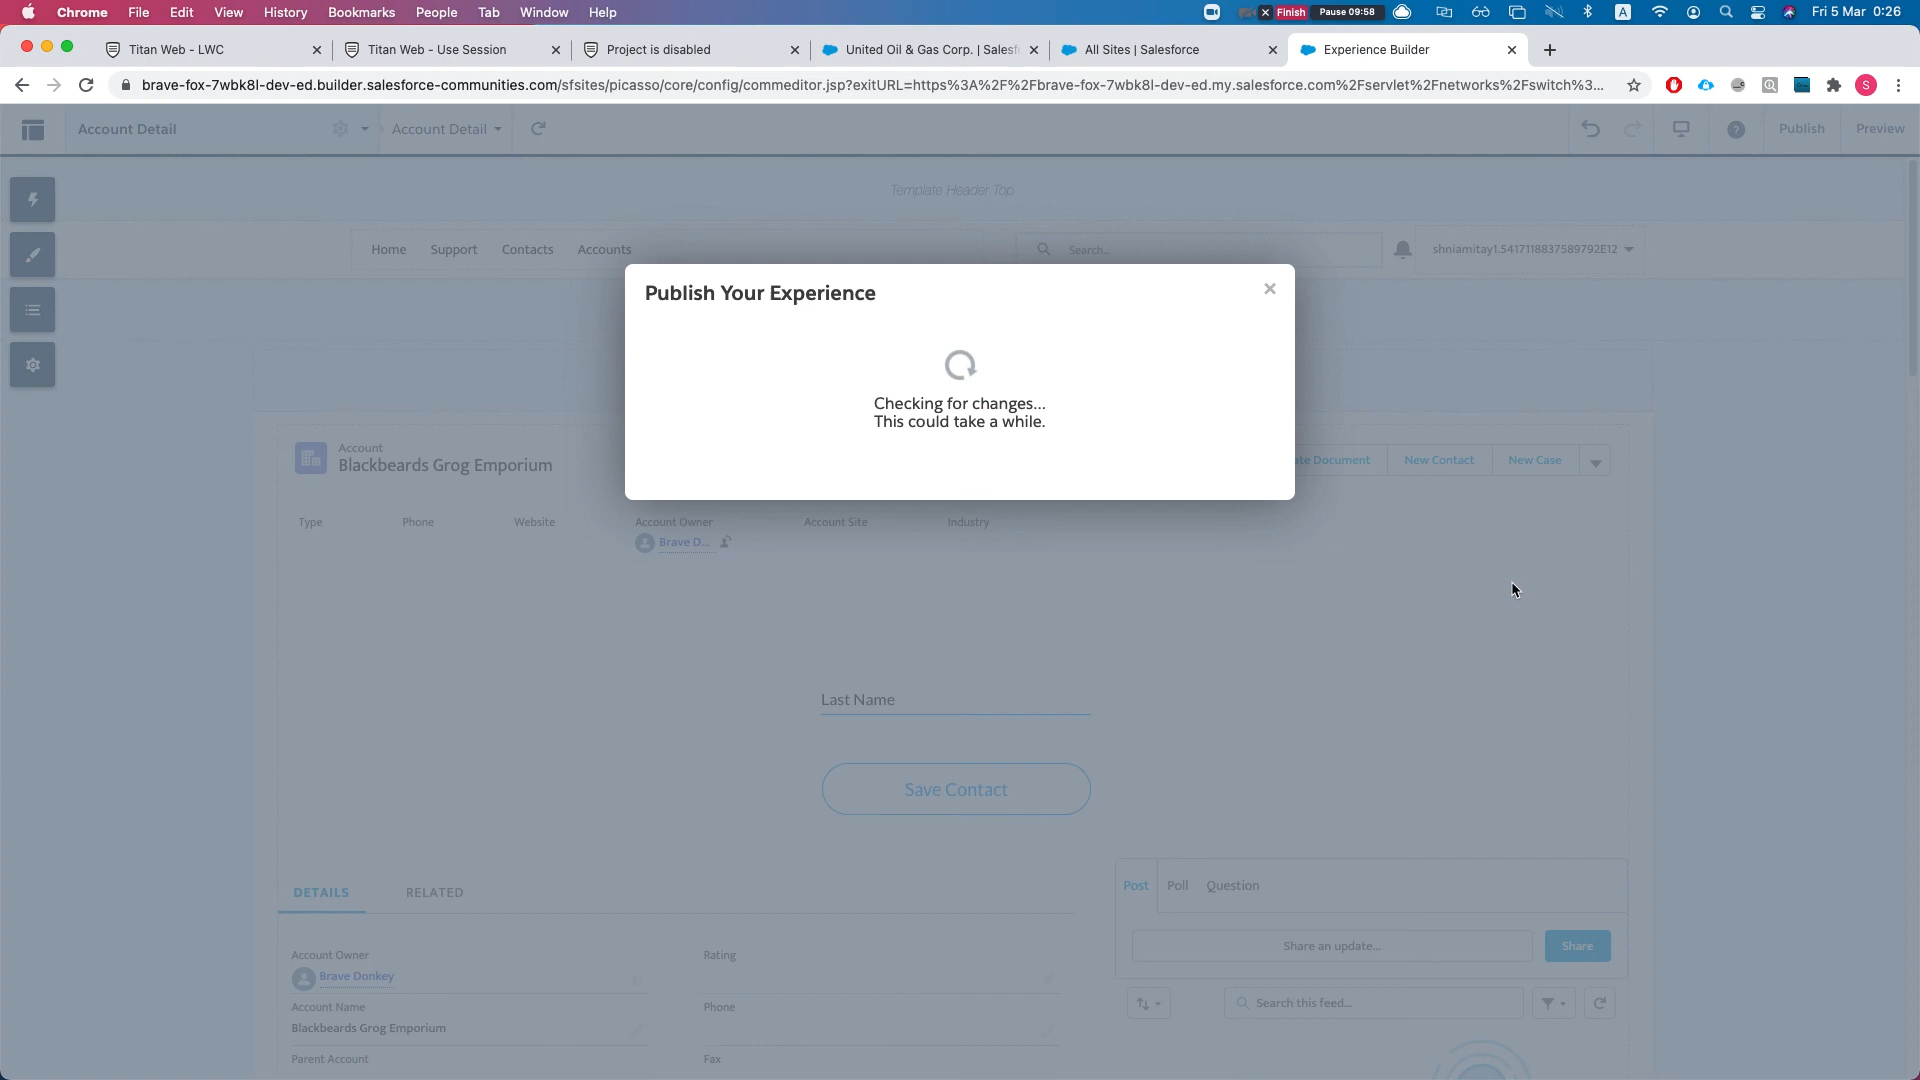 Chrome File Edit View History Bookmarks People Tab Window Help Finish Pause 09:58 A Fri 5 Mar 0:26
Titan Web - LWC Titan Web - Use Session Project is disabled United Oil & Gas Corp. | Salesf All Sites | Salesforce Experience Builder
brave-fox-7wbk8l-dev-ed.builder.salesforce-communities.com/sfsites/picasso/core/config/commeditor.jsp?exitURL=https%3A%2F%2Fbrave-fox-7wbk8l-dev-ed.my.salesforce.com%2Fservlet%2Fnetworks%2Fswitch%3... S
Account Detail Account Detail Publish Preview
Template Header Top
Home Support Contacts Accounts Search... shniamitay1.5417118837589792E12
Publish Your Experience
Checking for changes...
This could take a while.
Account
Blackbeards Grog Emporium
te Document New Contact New Case
Type Phone Website Account Owner Account Site Industry
Brave D...
Last Name
Save Contact
DETAILS RELATED
Post Poll Question
Share an update... Share
Account Owner Rating
Brave Donkey
Account Name Phone
Search this feed...
Blackbeards Grog Emporium
Parent Account Fax